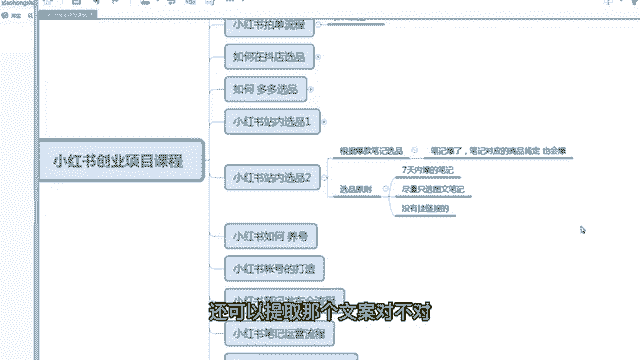 小红书拍单流程
如何在抖店选品
如何 多多选品
小红书站内选品1
小红书创业项目课程
小红书站内选品2
根据爆款笔记选品
笔记爆了，笔记对应的商品肯定 也会爆
选品原则
7天内爆的笔记
尽量只选图文笔记
没有挂链接的
小红书如何 养号
小红书帐号的打造
还可以提取那个文案对不对
小红书笔记运营流程